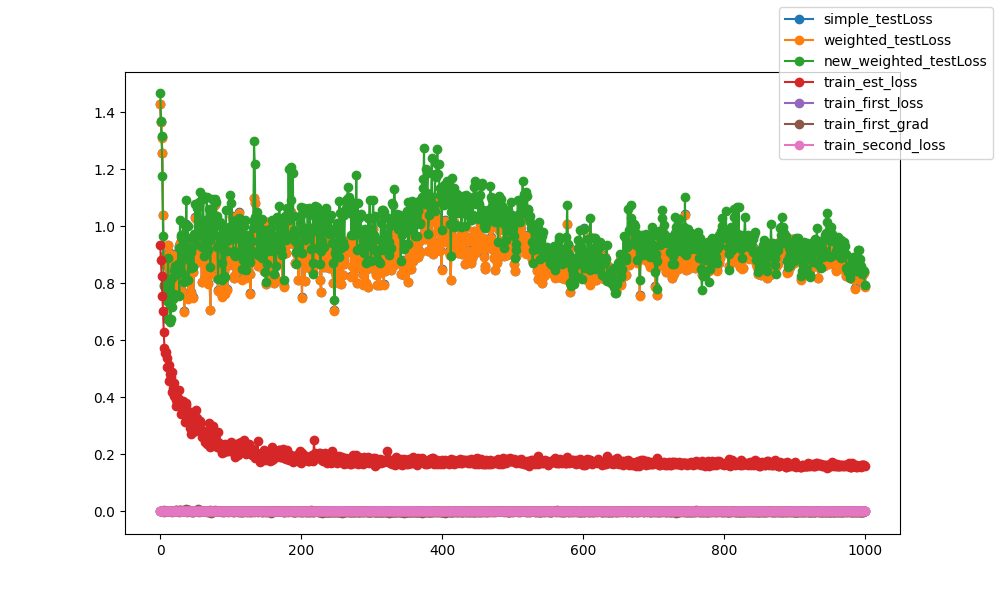 simple_testLoss
weighted_testLoss
new_weighted_testLoss
train_est_loss
train_first_loss
train_first_grad
train_second_loss
1.4
1.2
1.0
0.8
0.6
0.4
0.2
0.0
0 200 400 600 800 1000